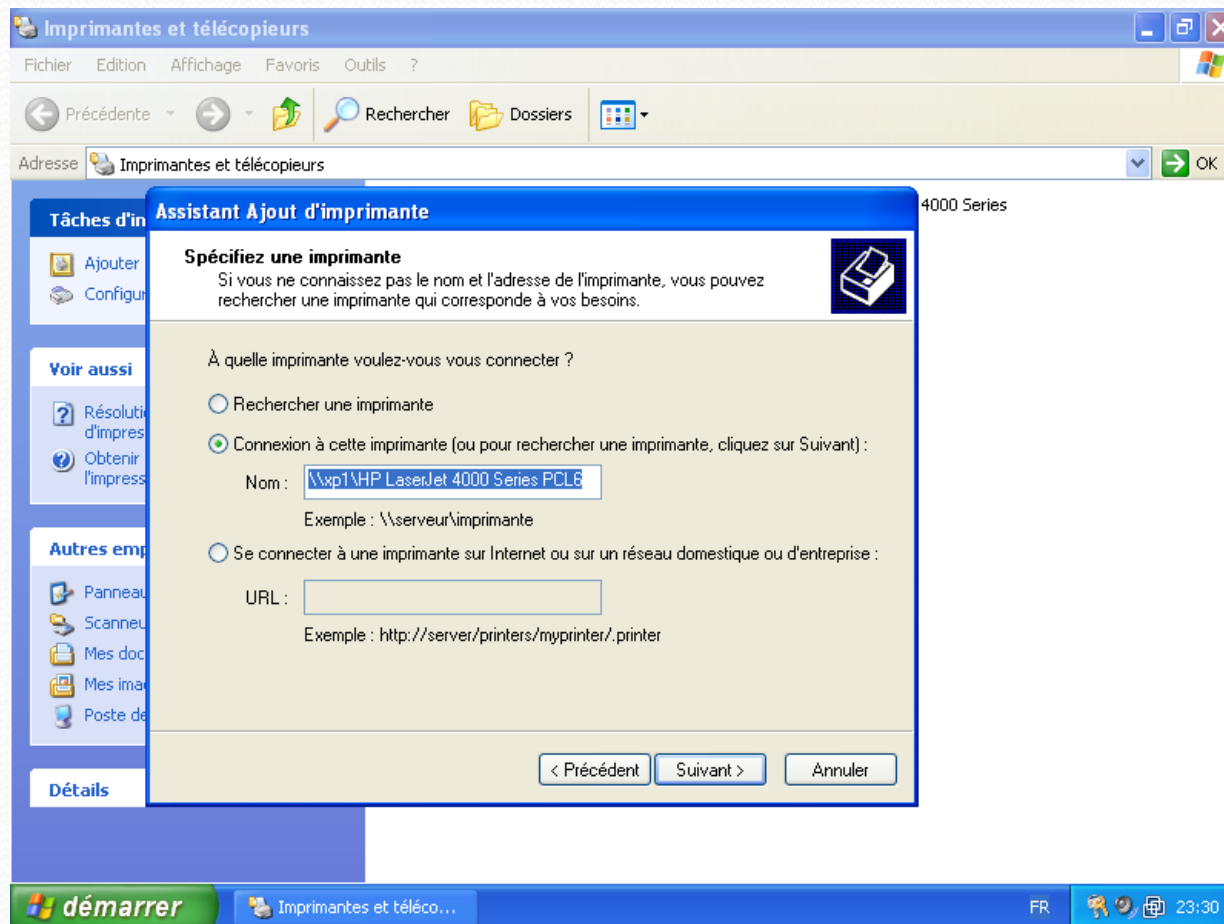 Imprimantes et télécopieurs
Fichier Edition Affichage Favoris Outils ?
Précédente Rechercher Dossiers
Adresse Imprimantes et télécopieurs OK
4000 Series
Tâches d'in
Ajouter
Configur
Voir aussi
Résoluti
d'impres
Obtenir
l'impress
Autres emp
Panneau
Scanneu
Mes doc
Mes ima
Poste de
Détails
Assistant Ajout d'imprimante
Spécifiez une imprimante
Si vous ne connaissez pas le nom et l'adresse de l'imprimante, vous pouvez
rechercher une imprimante qui corresponde à vos besoins.
À quelle imprimante voulez-vous vous connecter ?
Rechercher une imprimante
Connexion à cette imprimante (ou pour rechercher une imprimante, cliquez sur Suivant) :
Nom : \\xp1\HP LaserJet 4000 Series PCL6
Exemple : \\serveur\imprimante
Se connecter à une imprimante sur Internet ou sur un réseau domestique ou d'entreprise :
URL :
Exemple : http://server/printers/myprinter/.printer
< Précédent Suivant > Annuler
démarrer Imprimantes et téléco... FR 23:30